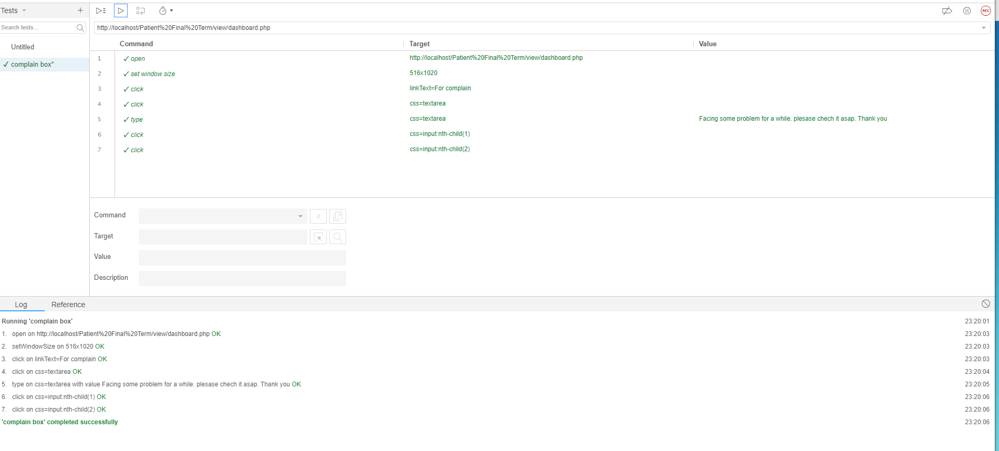 Tests
Search tests...
Untitled
✓ complain box*
REC
http://localhost/Patient%20Final%20Term/view/dashboard.php
Command Target Value
1 ✓ open http://localhost/Patient%20Final%20Term/view/dashboard.php
2 ✓ set window size 516x1020
3 ✓ click linkText=For complain
4 ✓ click css=textarea
5 ✓ type css=textarea Facing some problem for a while. plesase chech it asap. Thank you
6 ✓ click css=input:nth-child(1)
7 ✓ click css=input:nth-child(2)
Command //
Target
Value
Description
Log Reference
Running 'complain box' 23:20:01
1. open on http://localhost/Patient%20Final%20Term/view/dashboard.php OK 23:20:03
2. setWindowSize on 516x1020 OK 23:20:03
3. click on linkText=For complain OK 23:20:03
4. click on css=textarea OK 23:20:04
5. type on css=textarea with value Facing some problem for a while. plesase chech it asap. Thank you OK 23:20:05
6. click on css=input:nth-child(1) OK 23:20:06
7. click on css=input:nth-child(2) OK 23:20:06
'complain box' completed successfully 23:20:06